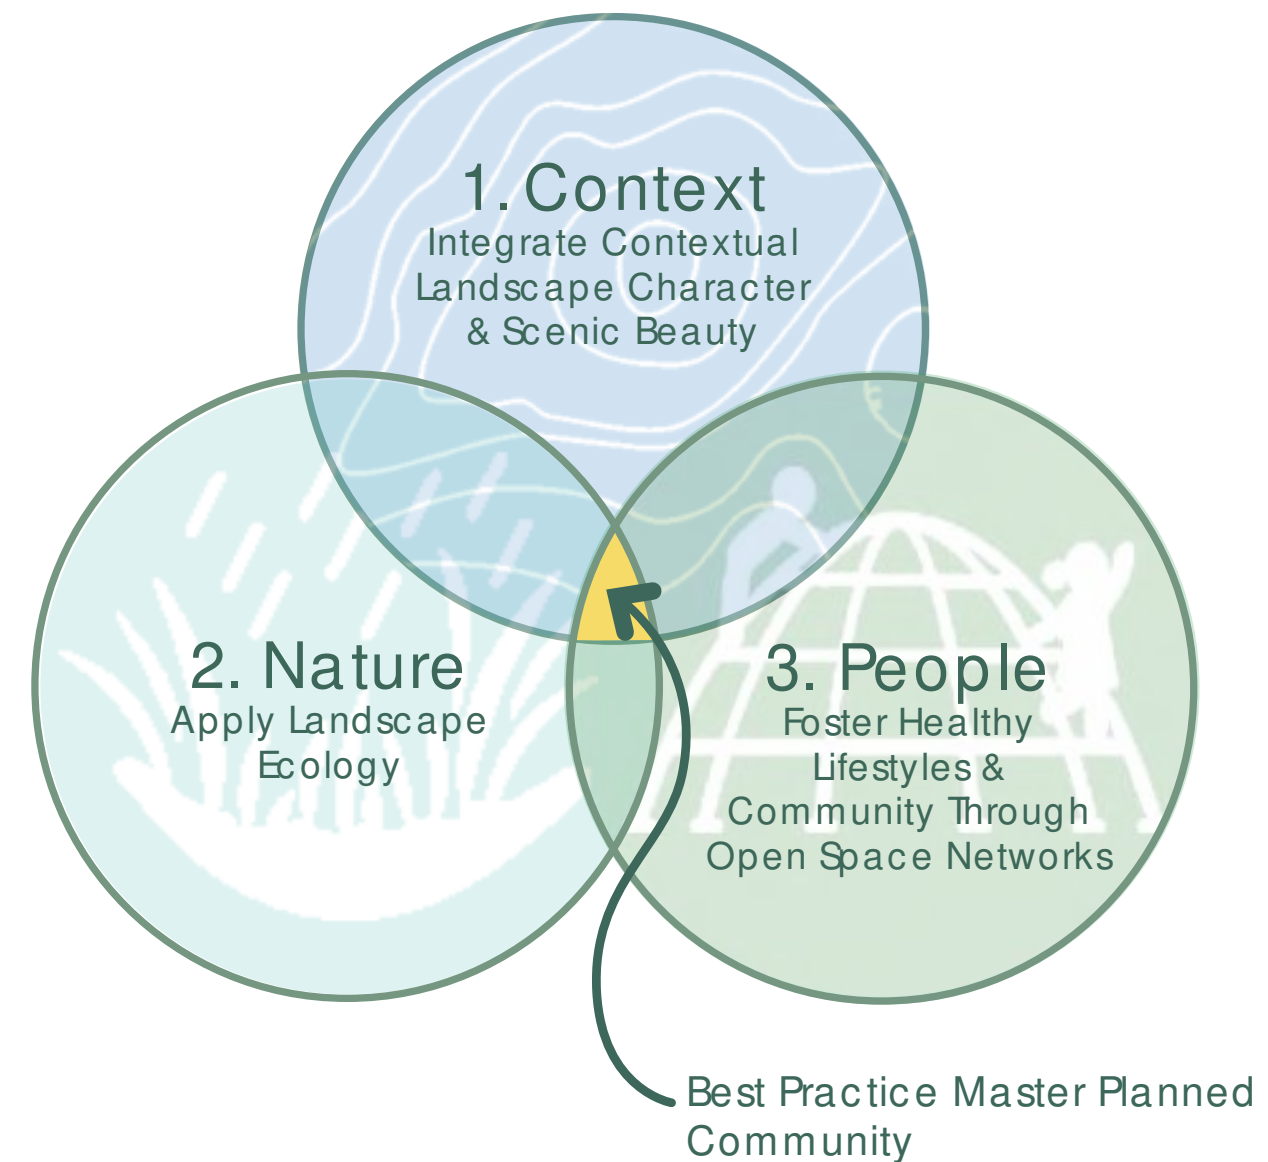 1. Context
Integrate Contextual
Landscape Character
& Scenic Beauty
2. Nature
Apply Landscape
Ecology
3. People
Foster Healthy
Lifestyles &
Community Through
Open Space Networks
Best Practice Master Planned
Community